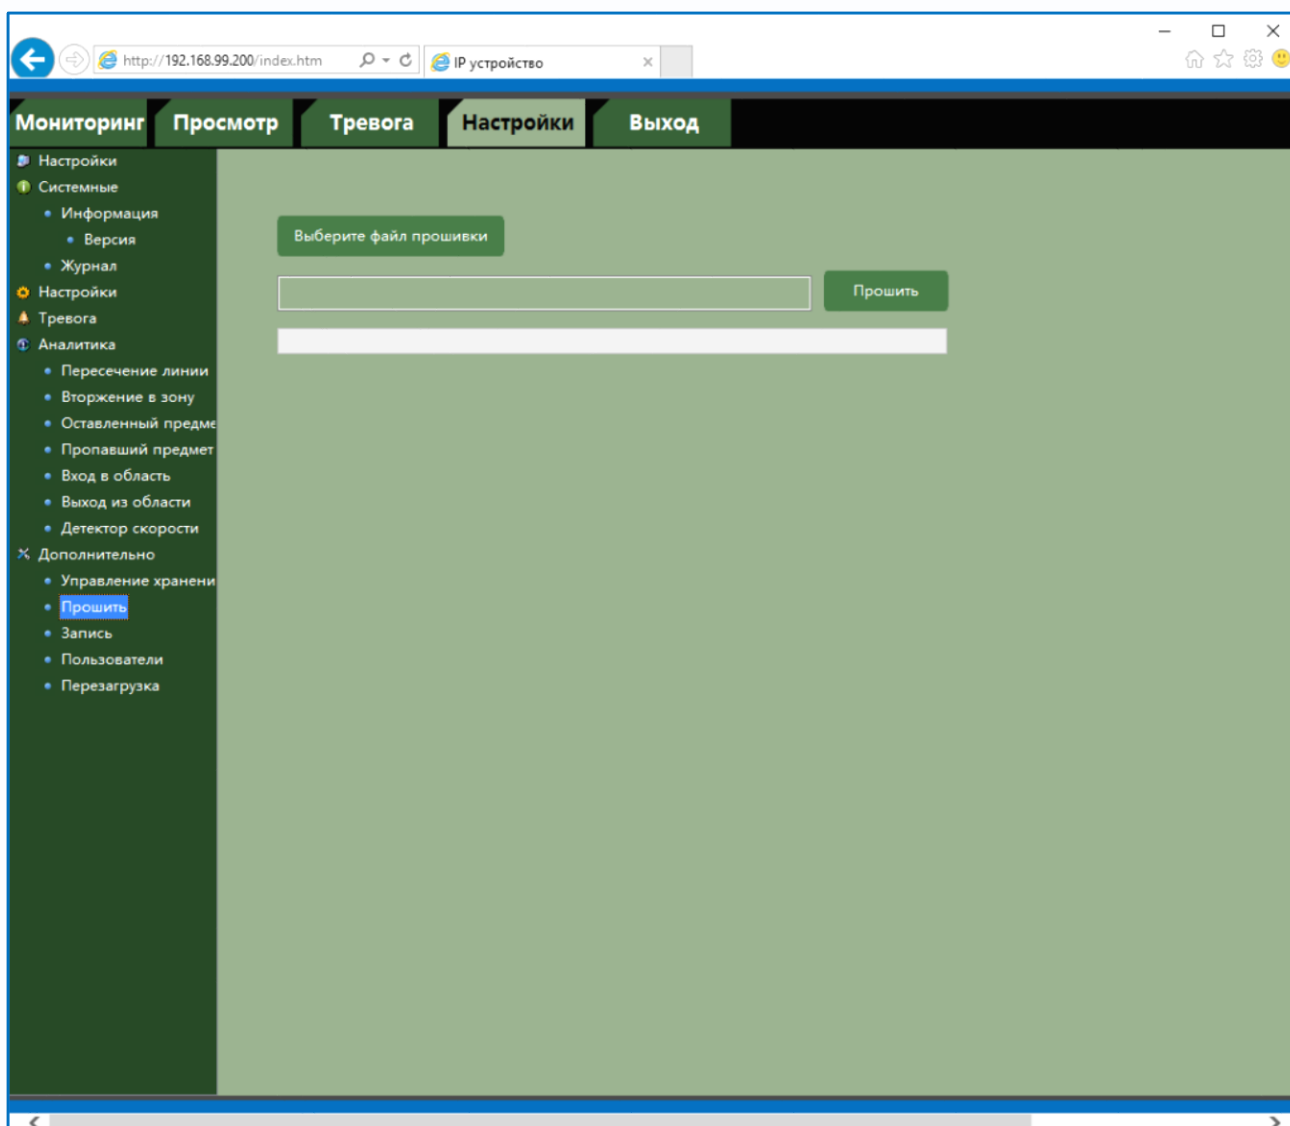 http://192.168.99.200/index.htm
IP устройство
Мониторинг Просмотр Тревога Настройки Выход
Настройки
Системные
Информация
Версия
Журнал
Настройки
Тревога
Аналитика
Пересечение линии
Вторжение в зону
Оставленный предме
Пропавший предмет
Вход в область
Выход из области
Детектор скорости
Дополнительно
Управление хранени
Прошить
Запись
Пользователи
Перезагрузка
Выберите файл прошивки
Прошить